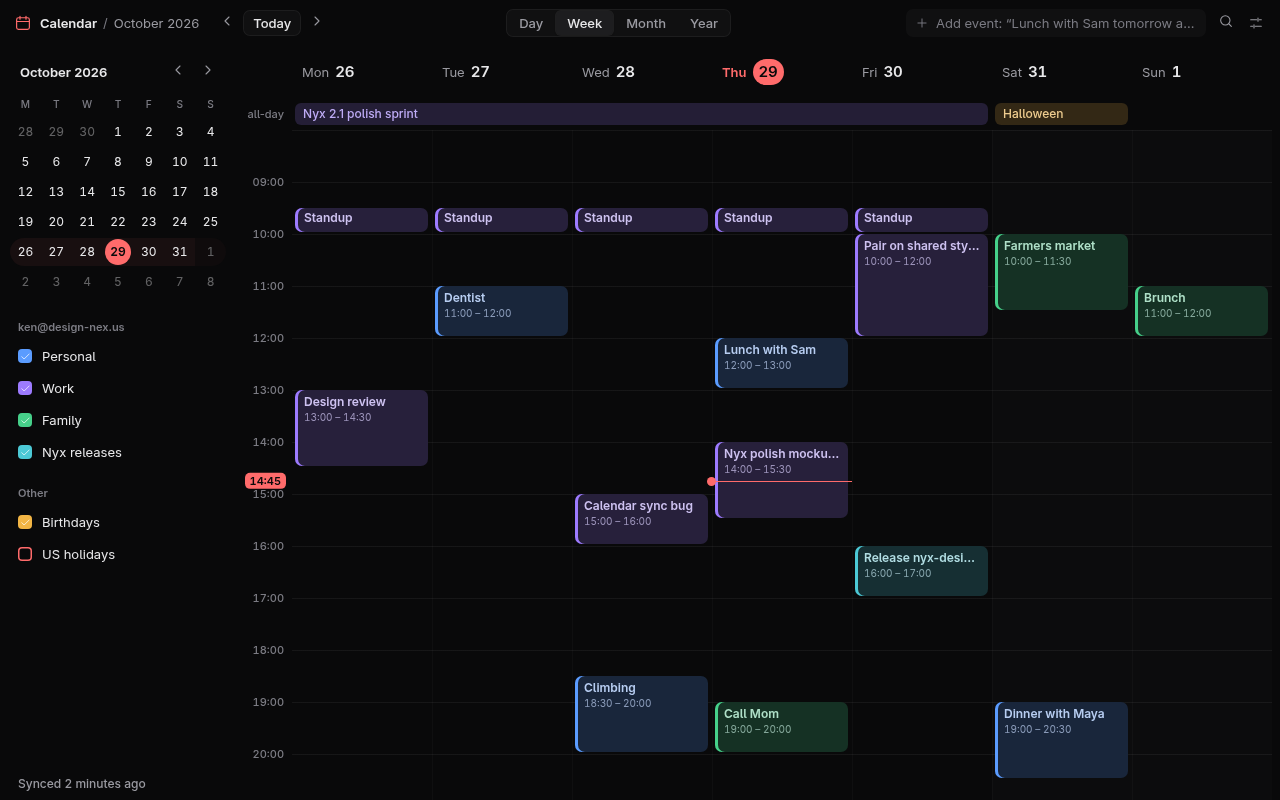 Calendar / October 2026
Today
Day Week Month Year
Add event: “Lunch with Sam tomorrow a…
October 2026
M T W T F S S
28 29 30 1 2 3 4
5 6 7 8 9 10 11
12 13 14 15 16 17 18
19 20 21 22 23 24 25
26 27 28 29 30 31 1
2 3 4 5 6 7 8
ken@design-nex.us
Personal
Work
Family
Nyx releases
Other
Birthdays
US holidays
Synced 2 minutes ago
Mon 26 Tue 27 Wed 28 Thu 29 Fri 30 Sat 31 Sun 1
all-day Nyx 2.1 polish sprint Halloween
09:00
Standup Standup Standup Standup Standup
10:00
Pair on shared sty…
10:00 – 12:00
Farmers market
10:00 – 11:30
11:00
Dentist
11:00 – 12:00
Brunch
11:00 – 12:00
12:00
Lunch with Sam
12:00 – 13:00
13:00
Design review
13:00 – 14:30
14:00
Nyx polish mocku…
14:00 – 15:30
14:45
15:00
Calendar sync bug
15:00 – 16:00
16:00
Release nyx-desi…
16:00 – 17:00
17:00
18:00
Climbing
18:30 – 20:00
19:00
Call Mom
19:00 – 20:00
Dinner with Maya
19:00 – 20:30
20:00